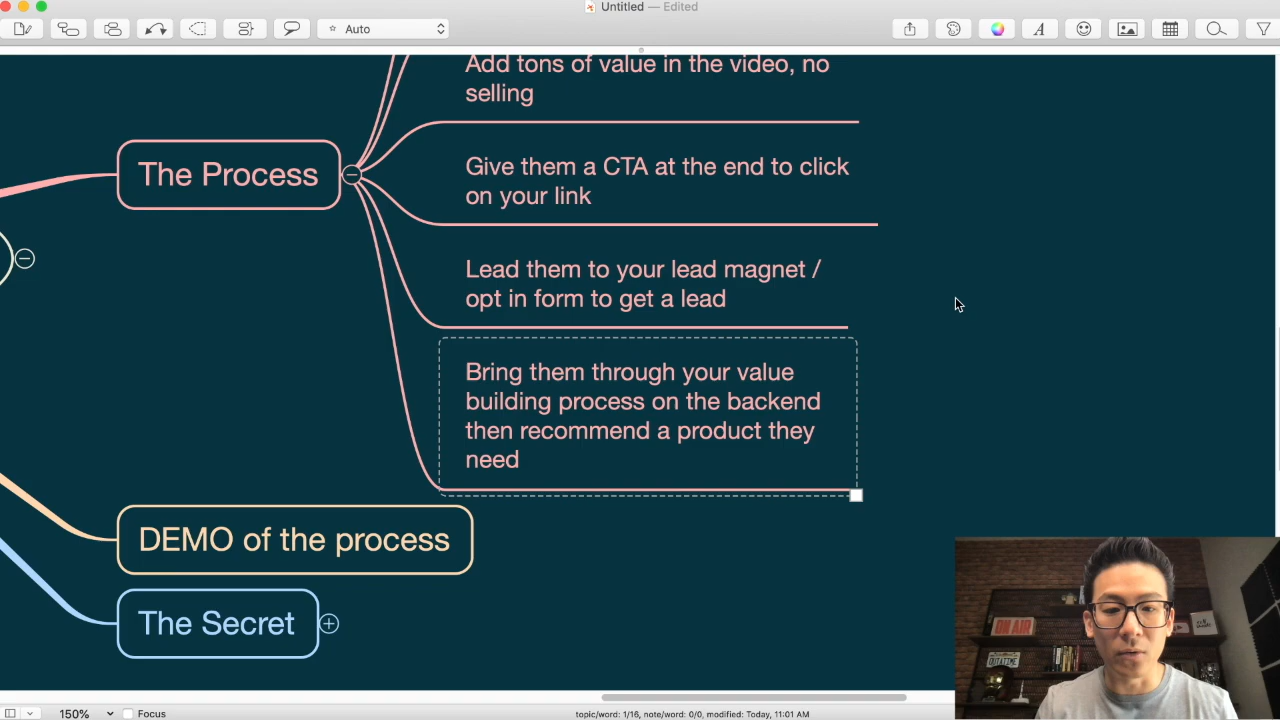 Untitled — Edited
Auto
Add tons of value in the video, no
selling
The Process
Give them a CTA at the end to click
on your link
Lead them to your lead magnet /
opt in form to get a lead
Bring them through your value
building process on the backend
then recommend a product they
need
DEMO of the process
The Secret
ON AIR
OUTATIME
150%
Focus
topic/word: 1/16, note/word: 0/0, modified: Today, 11:01 AM